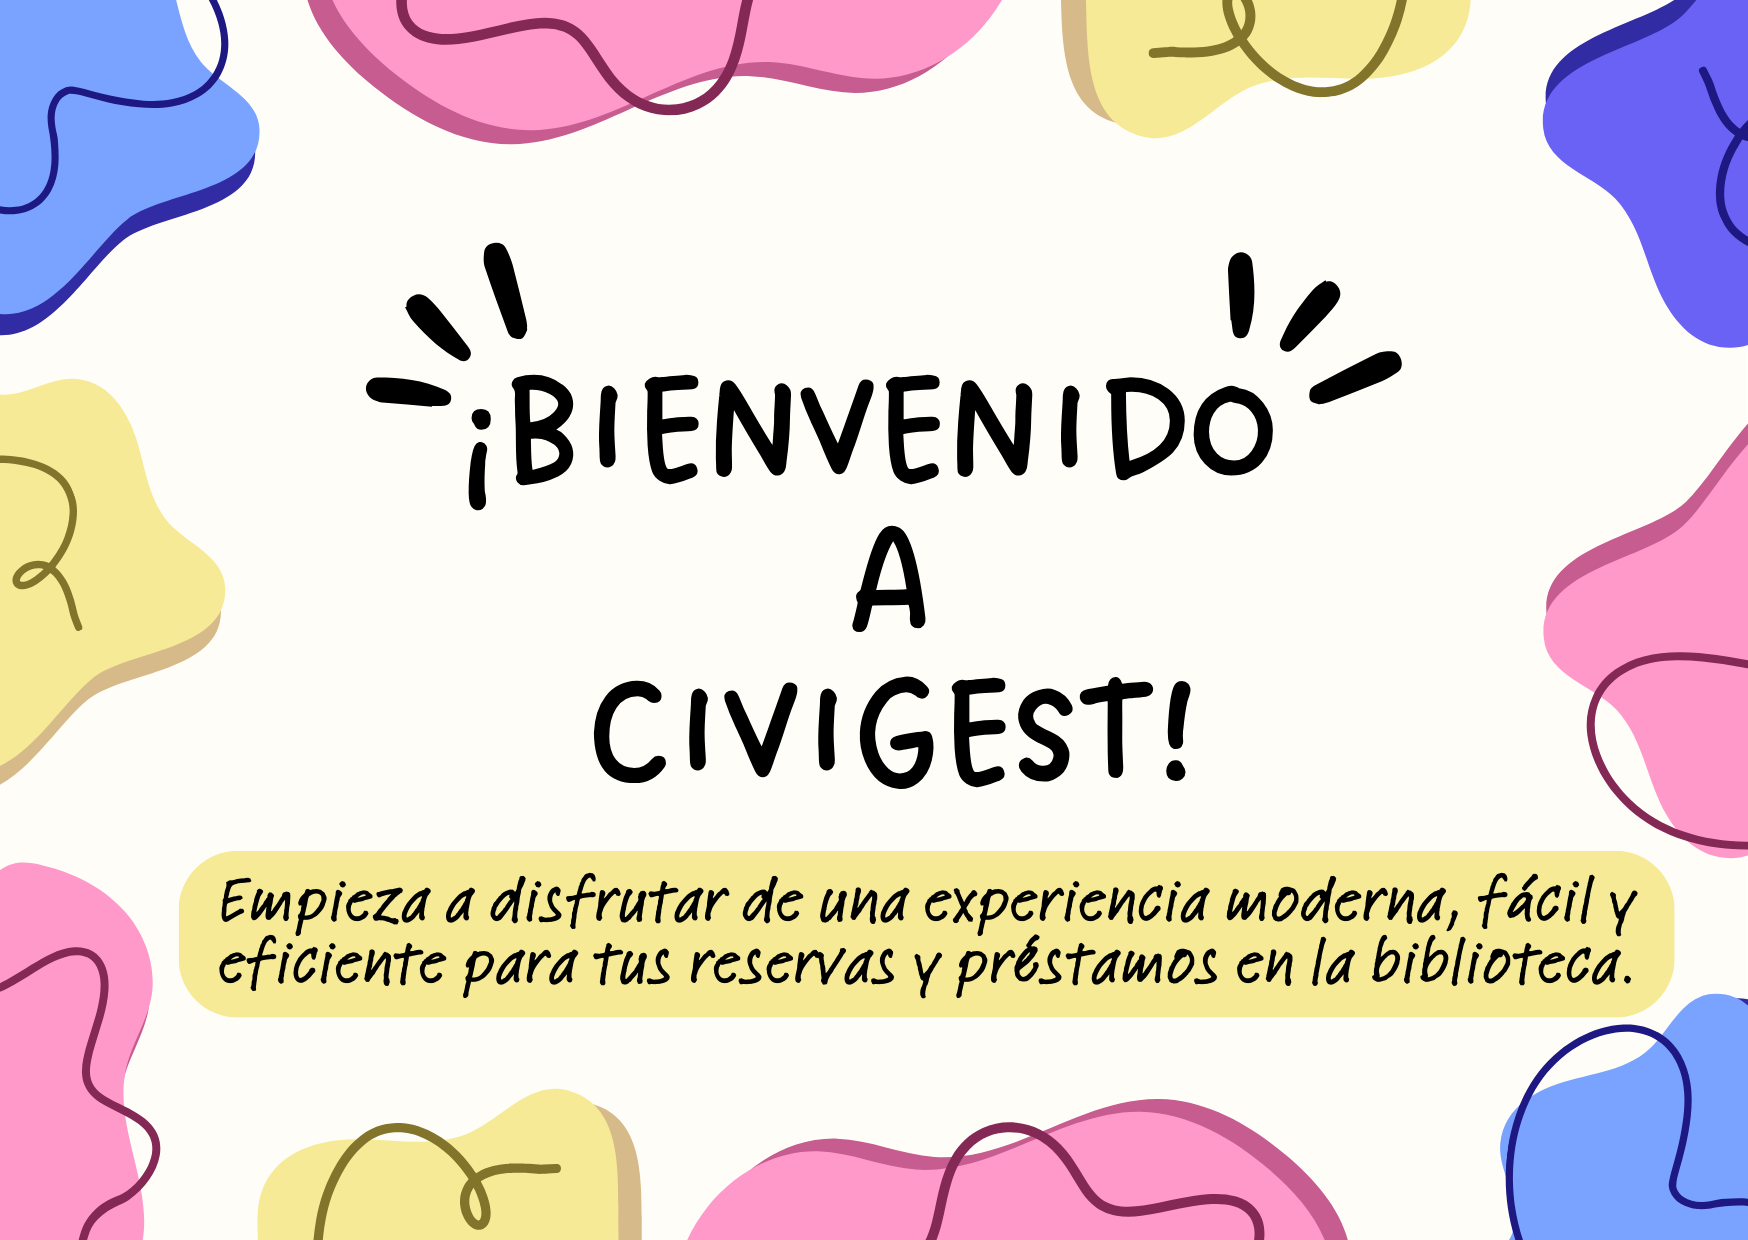 ¡BIENVENIDO
A
CIVIGEST!
Empieza a disfrutar de una experiencia moderna, fácil y
eficiente para tus reservas y préstamos en la biblioteca.